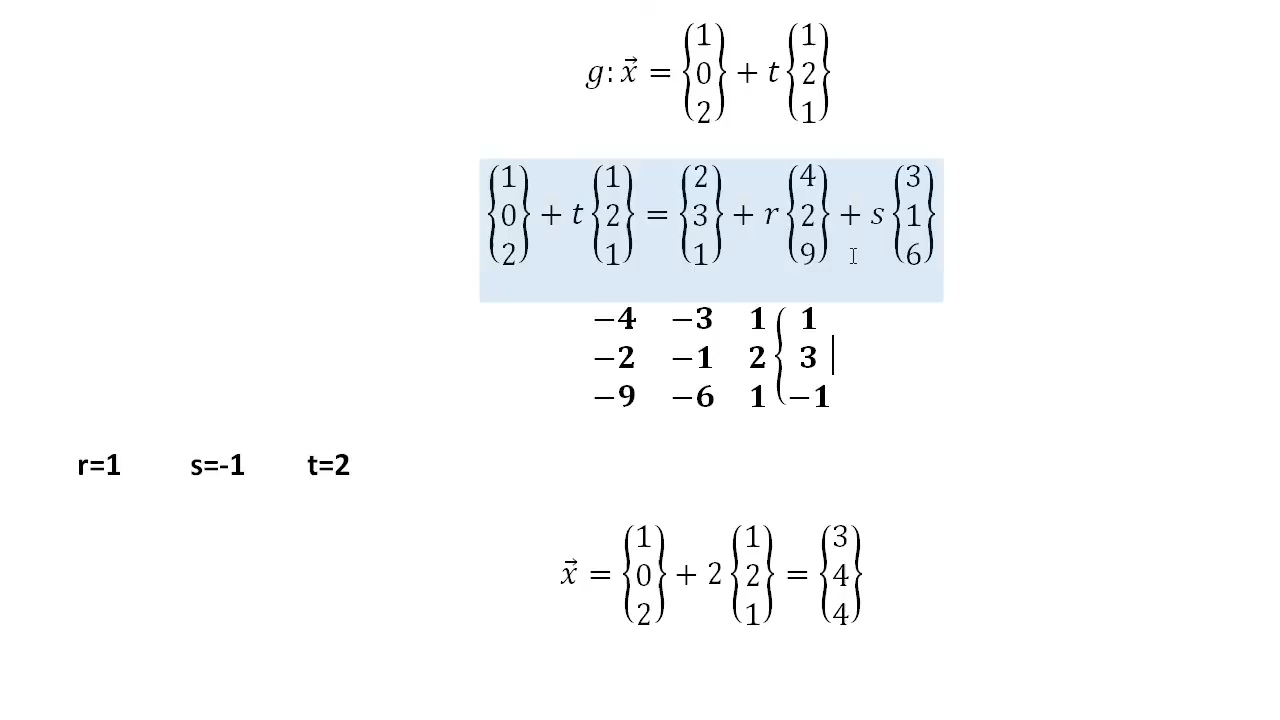 g: x⃗ = {1 0 2} + t {1 2 1}
{1 0 2} + t {1 2 1} = {2 3 1} + r {4 2 9} + s {3 1 6}
−4 −3 1 { 1
−2 −1 2 { 3
−9 −6 1 { −1
r=1 s=-1 t=2
x⃗ = {1 0 2} + 2 {1 2 1} = {3 4 4}